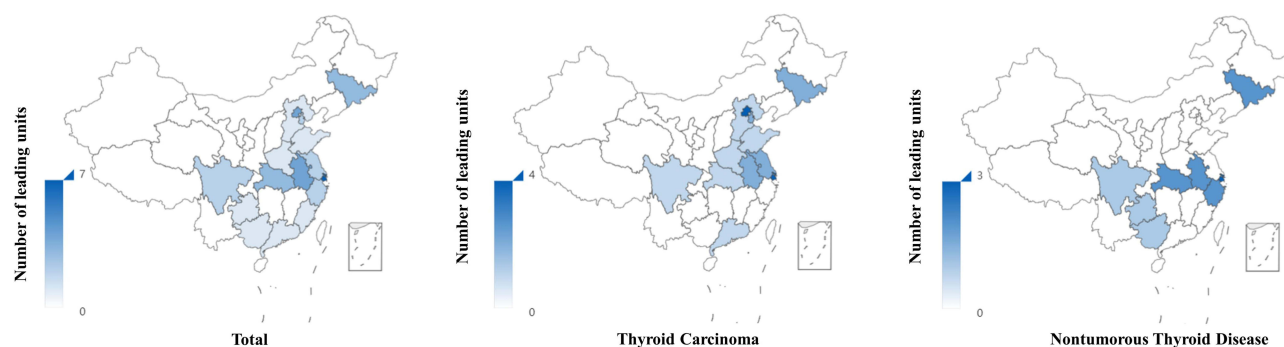 Number of leading units
7
0
Total
Number of leading units
4
0
Thyroid Carcinoma
Number of leading units
3
0
Nontumorous Thyroid Disease